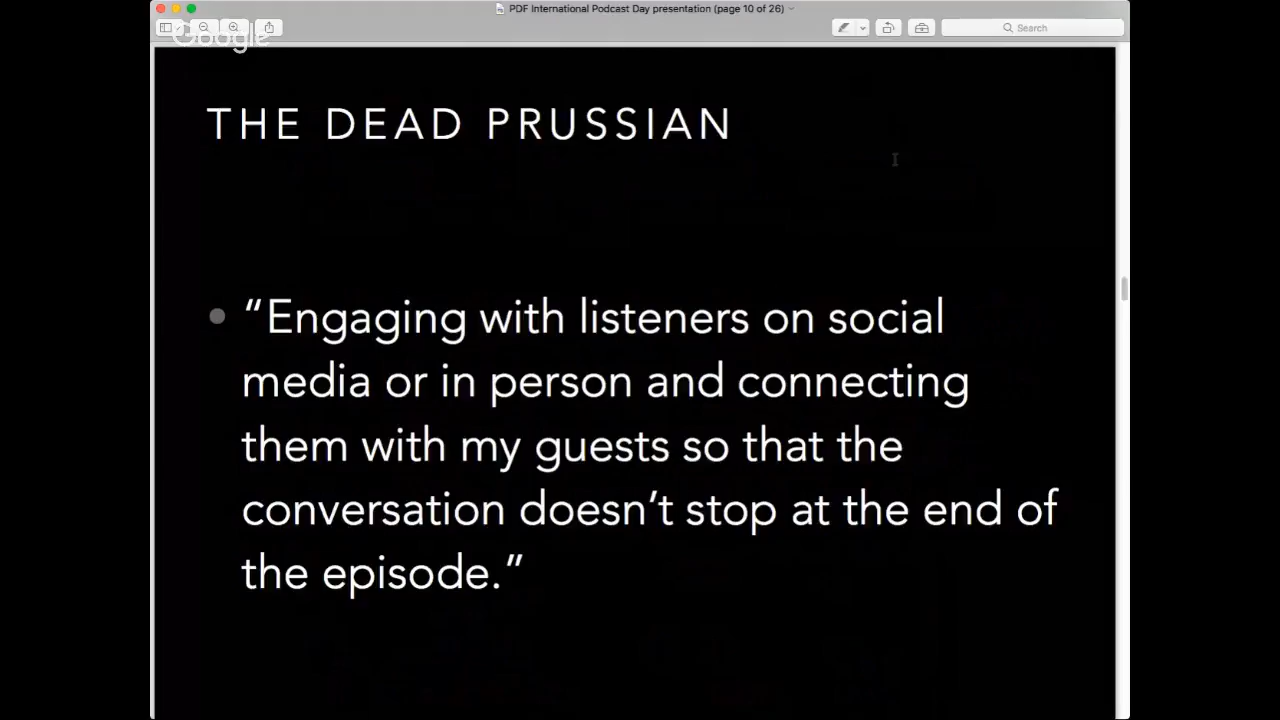 PDF International Podcast Day presentation (page 10 of 26)
Google
Search
THE DEAD PRUSSIAN
“Engaging with listeners on social
media or in person and connecting
them with my guests so that the
conversation doesn’t stop at the end of
the episode.”